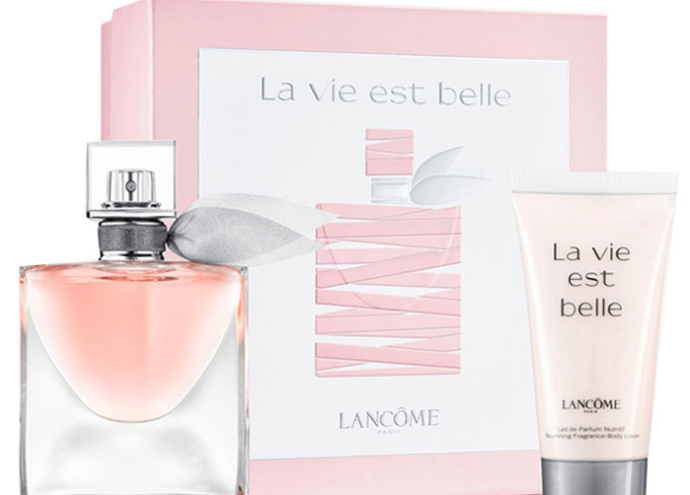 La vie est belle
LANCÔME
PARIS
La vie
est
belle
LANCÔME
PARIS
Lait de Parfum Nutritif
Nourishing Fragrance-Body Lotion